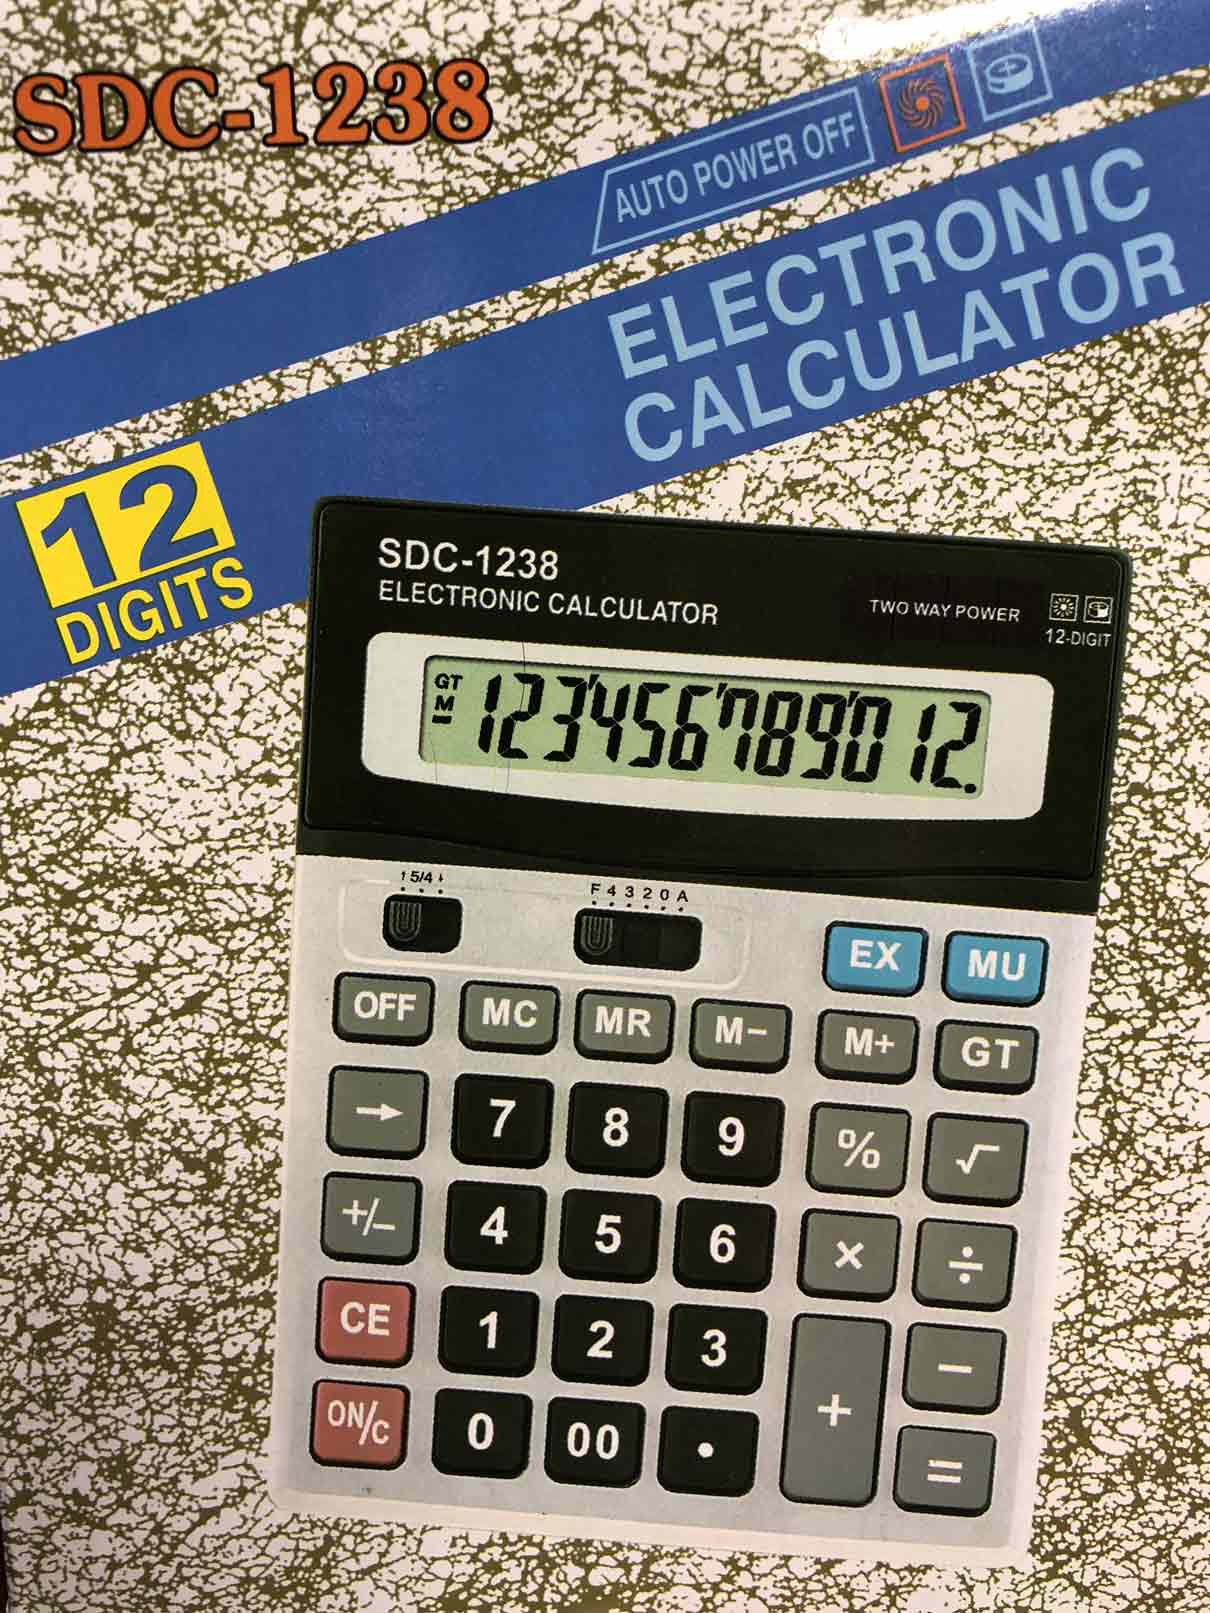 SDC-1238
AUTO POWER OFF
ELECTRONIC
CALCULATOR
12
DIGITS
SDC-1238
ELECTRONIC CALCULATOR
TWO WAY POWER
12-DIGIT
GT
M
–
123'456'789'012.
↑ 5/4 ↓
F 4 3 2 0 A
EX MU
OFF MC MR M− M+ GT
→ 7 8 9 % √
+/− 4 5 6 × ÷
CE 1 2 3 + −
ON/C 0 00 . =